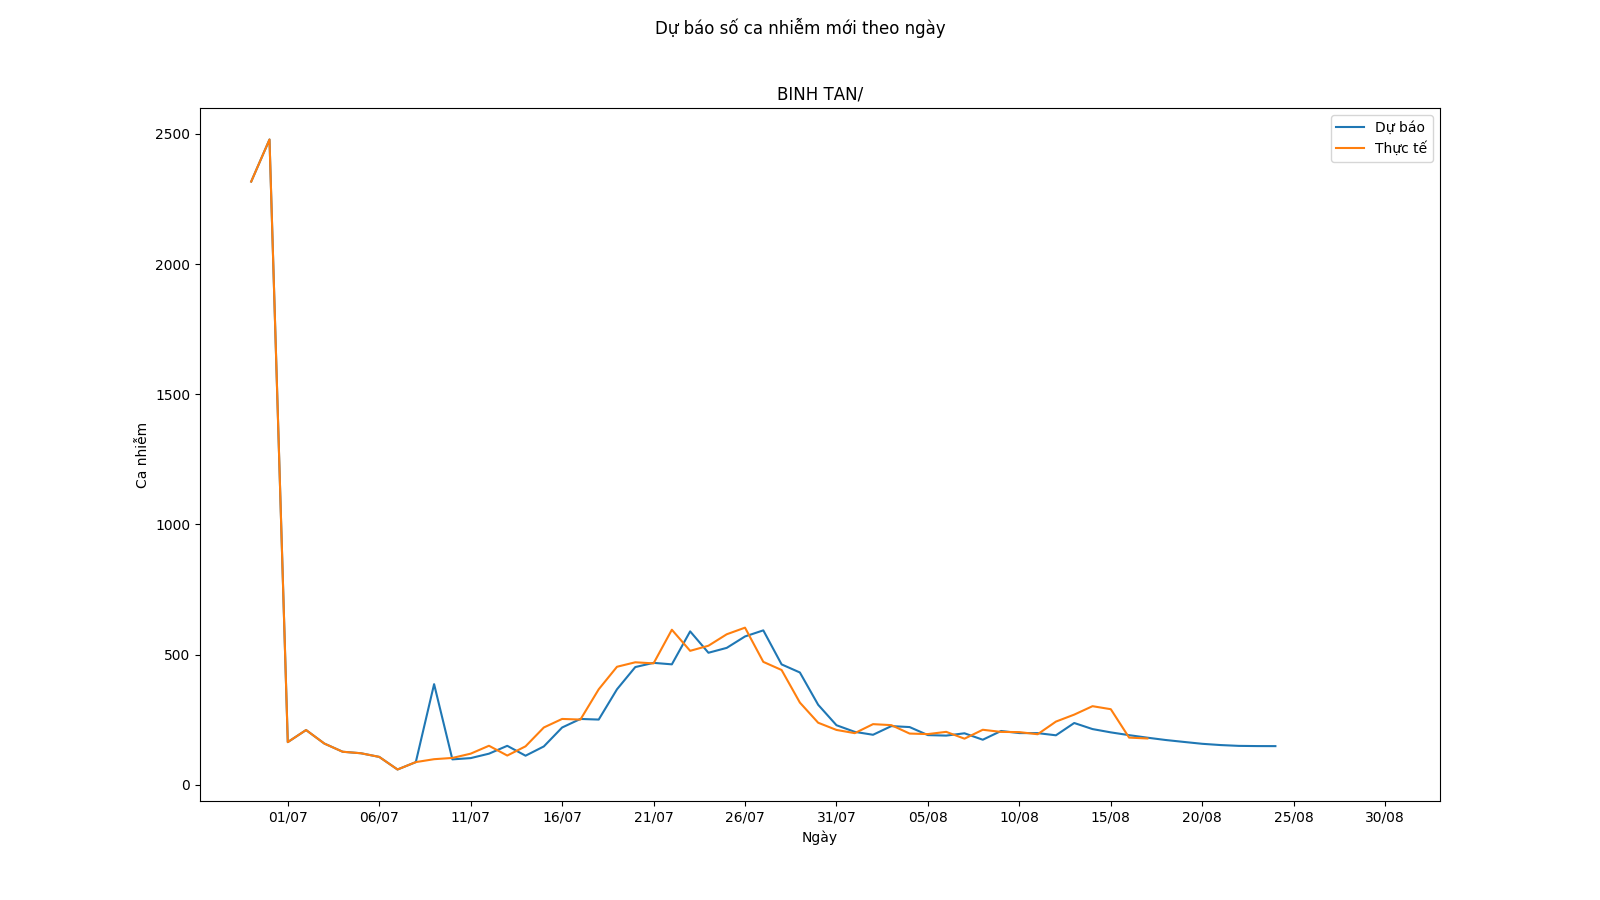 Dự báo số ca nhiễm mới theo ngày
BINH TAN/
Dự báo
Thực tế
2500
2000
1500
1000
500
0
Ca nhiễm
01/07 06/07 11/07 16/07 21/07 26/07 31/07 05/08 10/08 15/08 20/08 25/08 30/08
Ngày